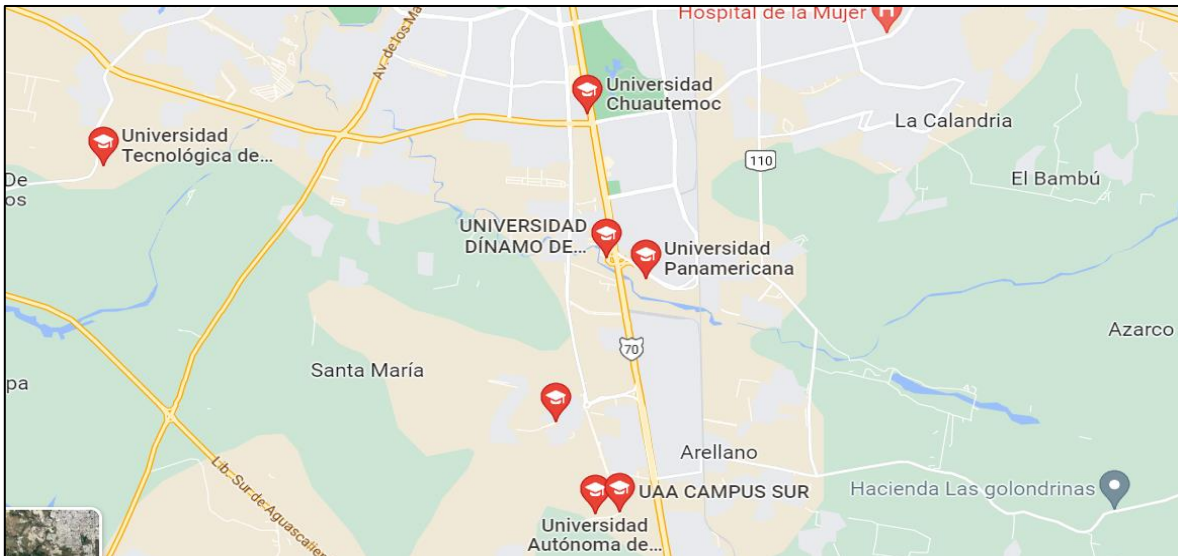 Hospital de la Mujer
Av. de los Ma
Universidad
Chuautemoc
La Calandria
Universidad
Tecnológica de...
110
De
os
El Bambú
UNIVERSIDAD
DÍNAMO DE...
Universidad
Panamericana
Azarco
70
Santa María
pa
Arellano
UAA CAMPUS SUR
Hacienda Las golondrinas
Lib. Sur de Aguascalien
Universidad
Autónoma de...